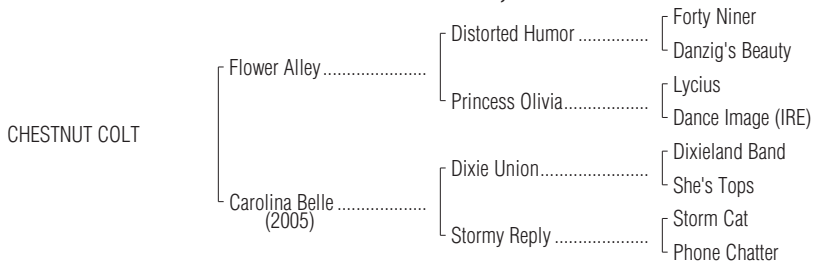 Forty Niner
Distorted Humor ...............
Danzig's Beauty
Flower Alley......................
Lycius
Princess Olivia..................
Dance Image (IRE)
CHESTNUT COLT
Dixieland Band
Dixie Union.......................
She's Tops
Carolina Belle ...................
(2005)
Storm Cat
Stormy Reply ....................
Phone Chatter